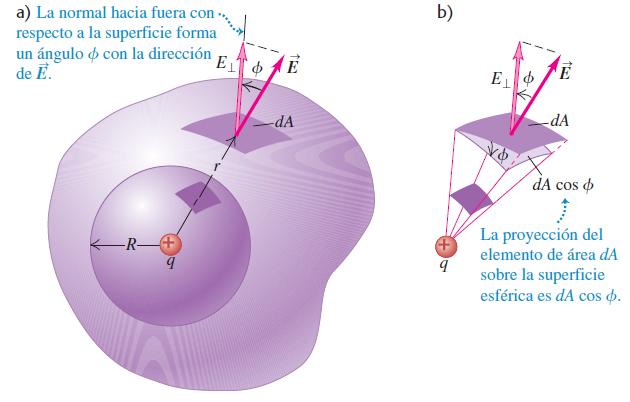 a) La normal hacia fuera con
respecto a la superficie forma
un ángulo ϕ con la dirección
de E⃗.
E⊥
ϕ
E⃗
dA
r
R
+
q
b)
E⊥
ϕ
E⃗
dA
ϕ
dA cos ϕ
+
q
La proyección del
elemento de área dA
sobre la superficie
esférica es dA cos ϕ.